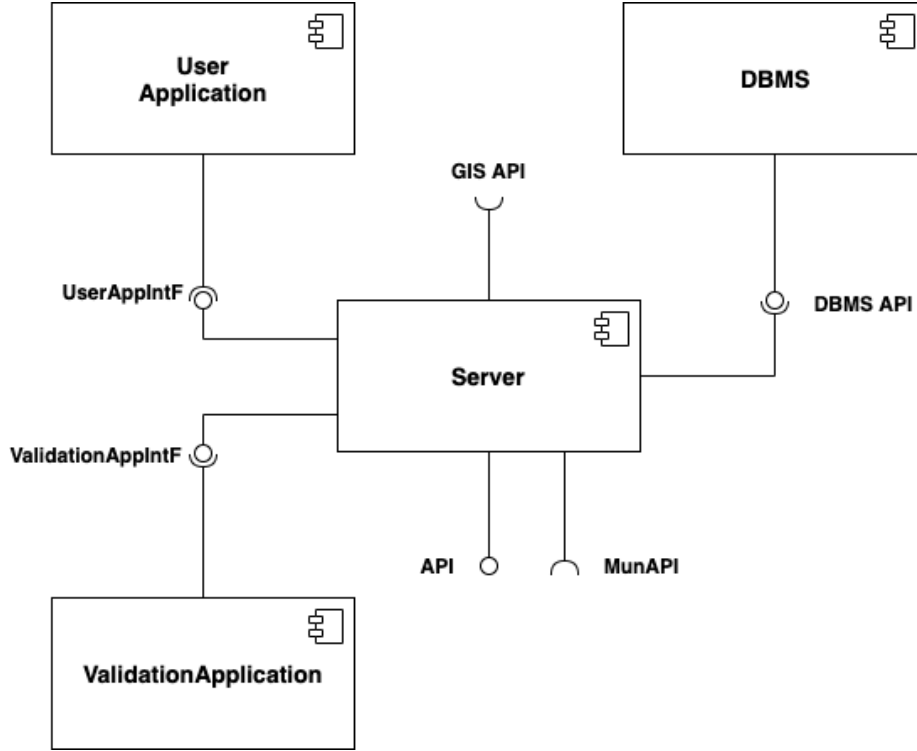 User
Application
DBMS
GIS API
UserAppIntF
DBMS API
Server
ValidationAppIntF
API
MunAPI
ValidationApplication